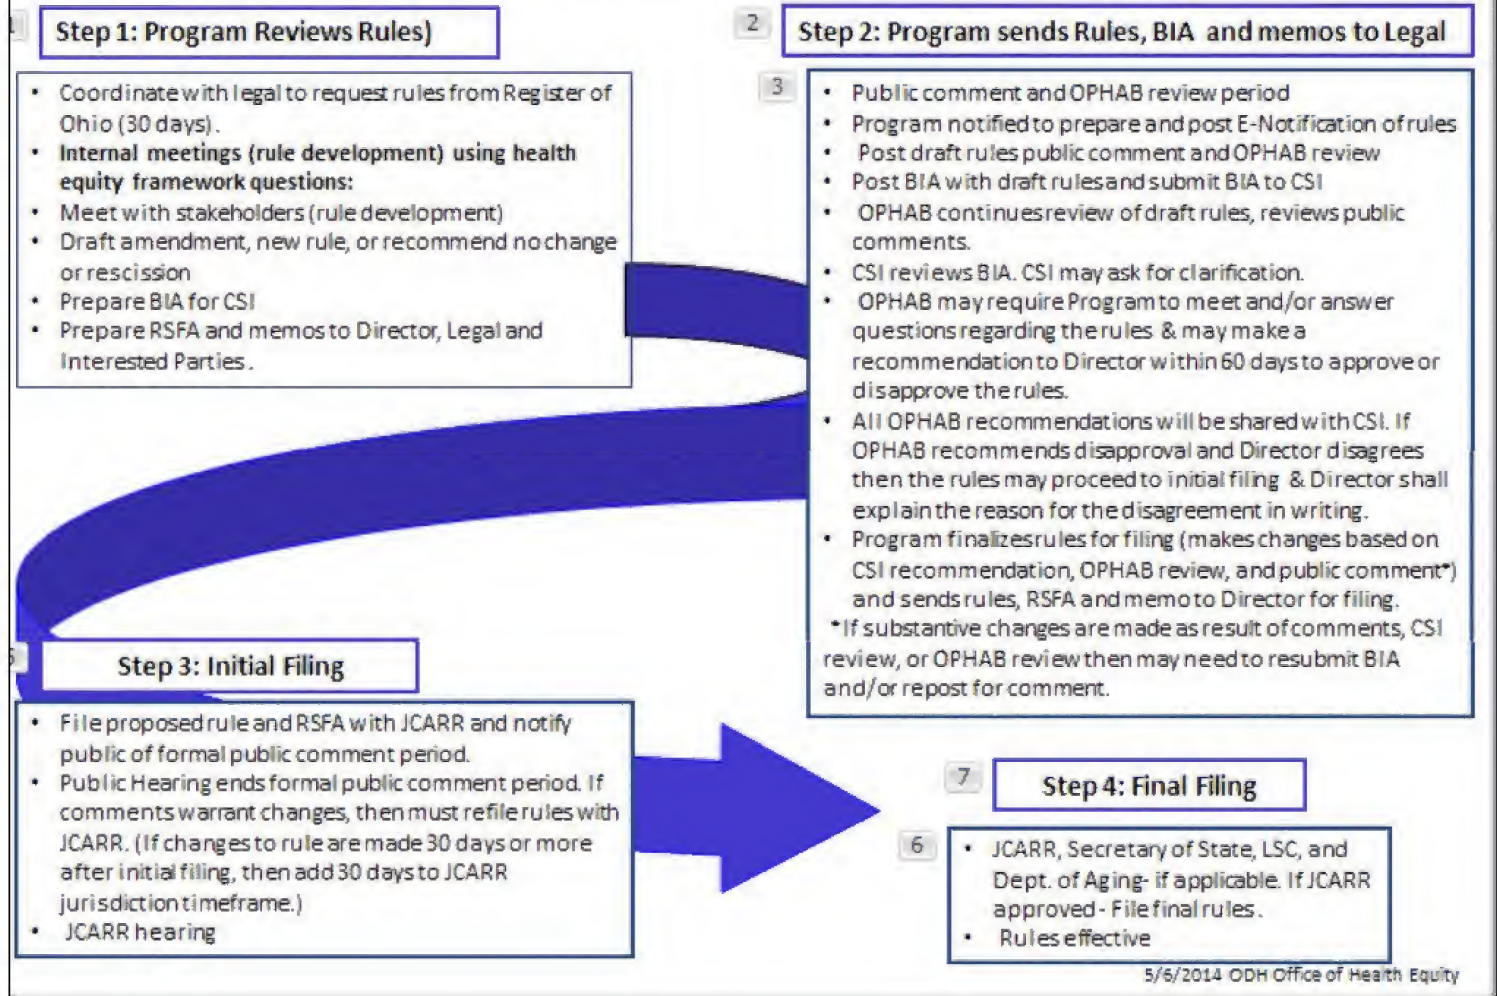 1
Step 1: Program Reviews Rules)
• Coordinate with legal to request rules from Register of
Ohio (30 days).
• Internal meetings (rule development) using health
equity framework questions:
• Meet with stakeholders (rule development)
• Draft amendment, new rule, or recommend no change
or rescission
• Prepare BIA for CSI
• Prepare RSFA and memos to Director, Legal and
Interested Parties.
2
Step 2: Program sends Rules, BIA and memos to Legal
3
• Public comment and OPHAB review period
• Program notified to prepare and post E-Notification of rules
• Post draft rules public comment and OPHAB review
• Post BIA with draft rules and submit BIA to CSI
• OPHAB continues review of draft rules, reviews public
comments.
• CSI reviews BIA. CSI may ask for clarification.
• OPHAB may require Program to meet and/or answer
questions regarding the rules & may make a
recommendation to Director within 60 days to approve or
disapprove the rules.
• All OPHAB recommendations will be shared with CSI. If
OPHAB recommends disapproval and Director disagrees
then the rules may proceed to initial filing & Director shall
explain the reason for the disagreement in writing.
• Program finalizes rules for filing (makes changes based on
CSI recommendation, OPHAB review, and public comment*)
and sends rules, RSFA and memo to Director for filing.
*If substantive changes are made as result of comments, CSI
review, or OPHAB review then may need to resubmit BIA
and/or repost for comment.
Step 3: Initial Filing
• File proposed rule and RSFA with JCARR and notify
public of formal public comment period.
• Public Hearing ends formal public comment period. If
comments warrant changes, then must refile rules with
JCARR. (If changes to rule are made 30 days or more
after initial filing, then add 30 days to JCARR
jurisdiction timeframe.)
• JCARR hearing
7
Step 4: Final Filing
6
• JCARR, Secretary of State, LSC, and
Dept. of Aging- if applicable. If JCARR
approved - File final rules.
• Rules effective
5/6/2014 ODH Office of Health Equity